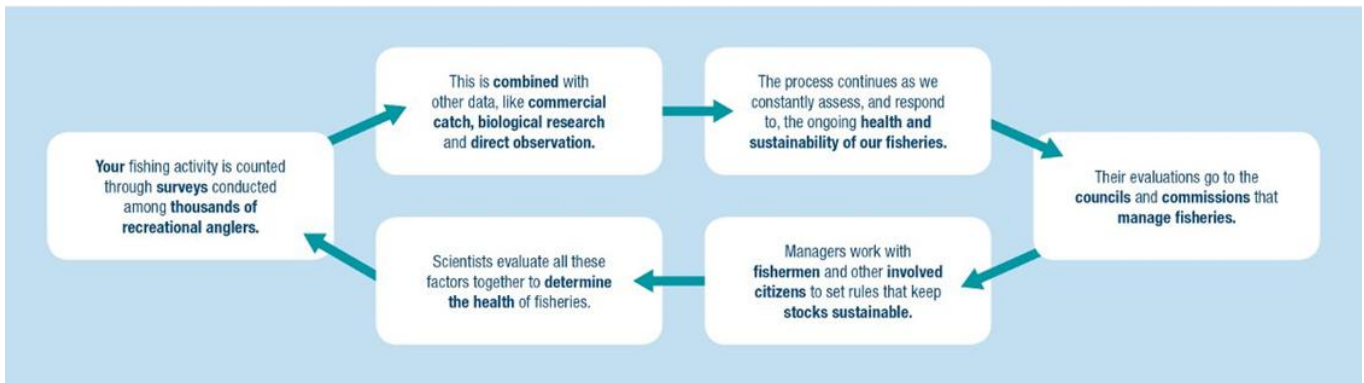 Your fishing activity is counted
through surveys conducted
among thousands of
recreational anglers.
This is combined with
other data, like commercial
catch, biological research
and direct observation.
The process continues as we
constantly assess, and respond
to, the ongoing health and
sustainability of our fisheries.
Their evaluations go to the
councils and commissions that
manage fisheries.
Managers work with
fishermen and other involved
citizens to set rules that keep
stocks sustainable.
Scientists evaluate all these
factors together to determine
the health of fisheries.